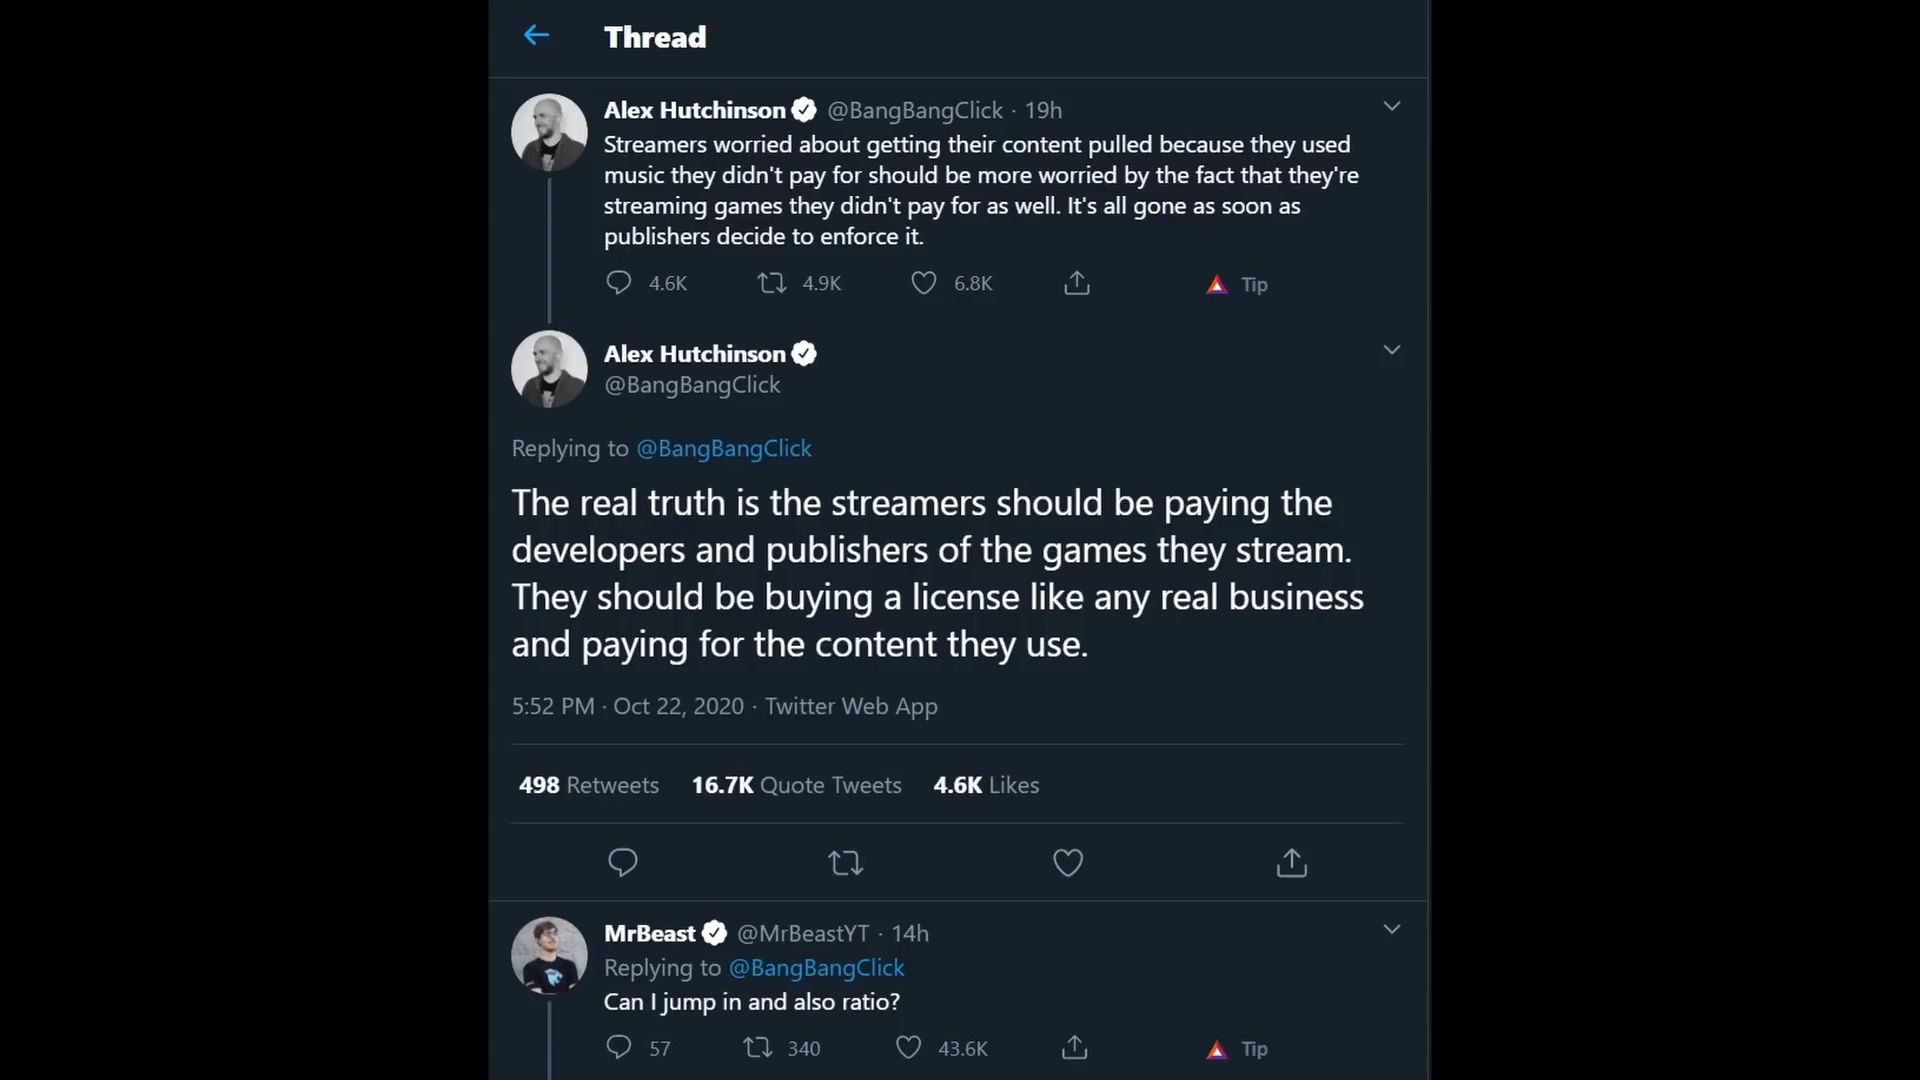 Thread
Alex Hutchinson @BangBangClick · 19h
Streamers worried about getting their content pulled because they used
music they didn't pay for should be more worried by the fact that they're
streaming games they didn't pay for as well. It's all gone as soon as
publishers decide to enforce it.
4.6K 4.9K 6.8K Tip
Alex Hutchinson
@BangBangClick
Replying to @BangBangClick
The real truth is the streamers should be paying the
developers and publishers of the games they stream.
They should be buying a license like any real business
and paying for the content they use.
5:52 PM · Oct 22, 2020 · Twitter Web App
498 Retweets 16.7K Quote Tweets 4.6K Likes
MrBeast @MrBeastYT · 14h
Replying to @BangBangClick
Can I jump in and also ratio?
57 340 43.6K Tip